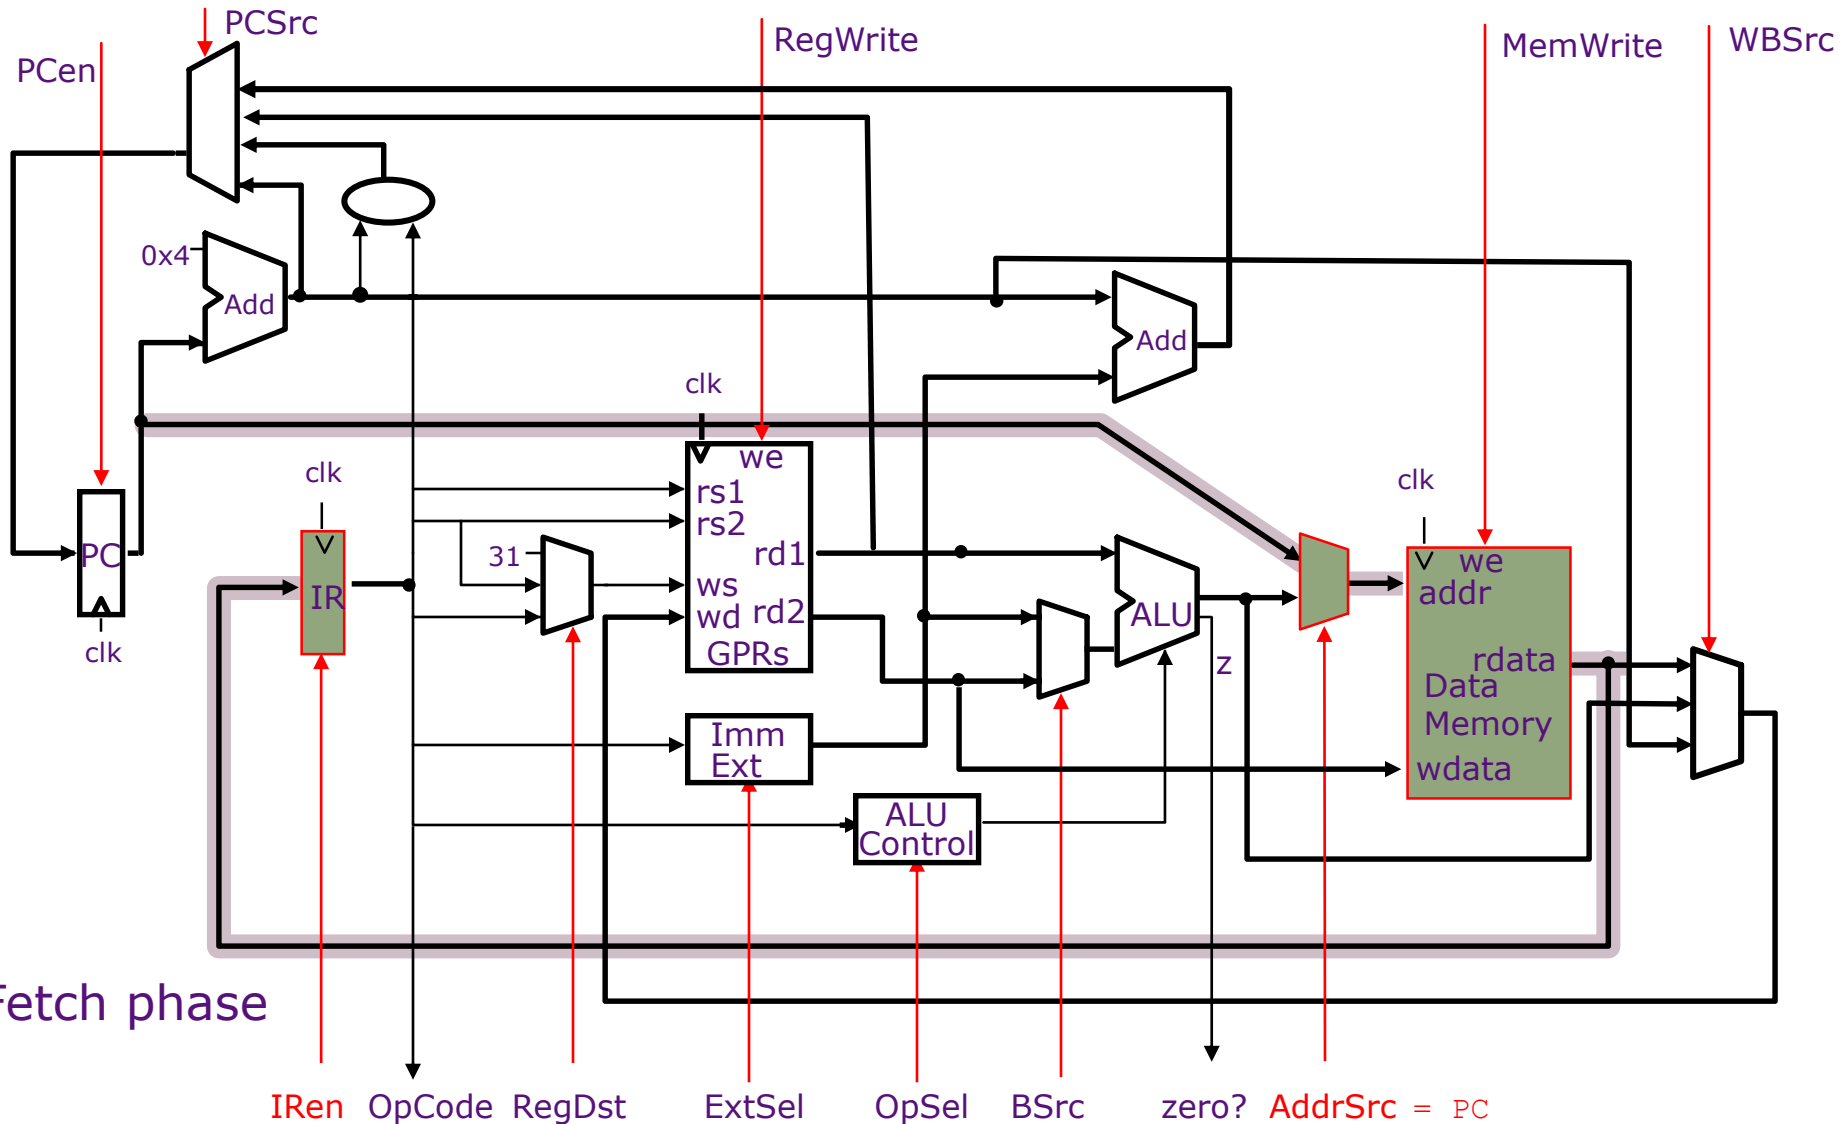 PCSrc
PCen
RegWrite
MemWrite
WBSrc
0x4
Add
Add
clk
clk
clk
we
rs1
rs2
rd1
31
ws
wd rd2
GPRs
PC
clk
IR
ALU
z
we
addr
rdata
Data
Memory
wdata
Imm
Ext
ALU
Control
Fetch phase
IRen OpCode RegDst ExtSel OpSel BSrc zero? AddrSrc = PC